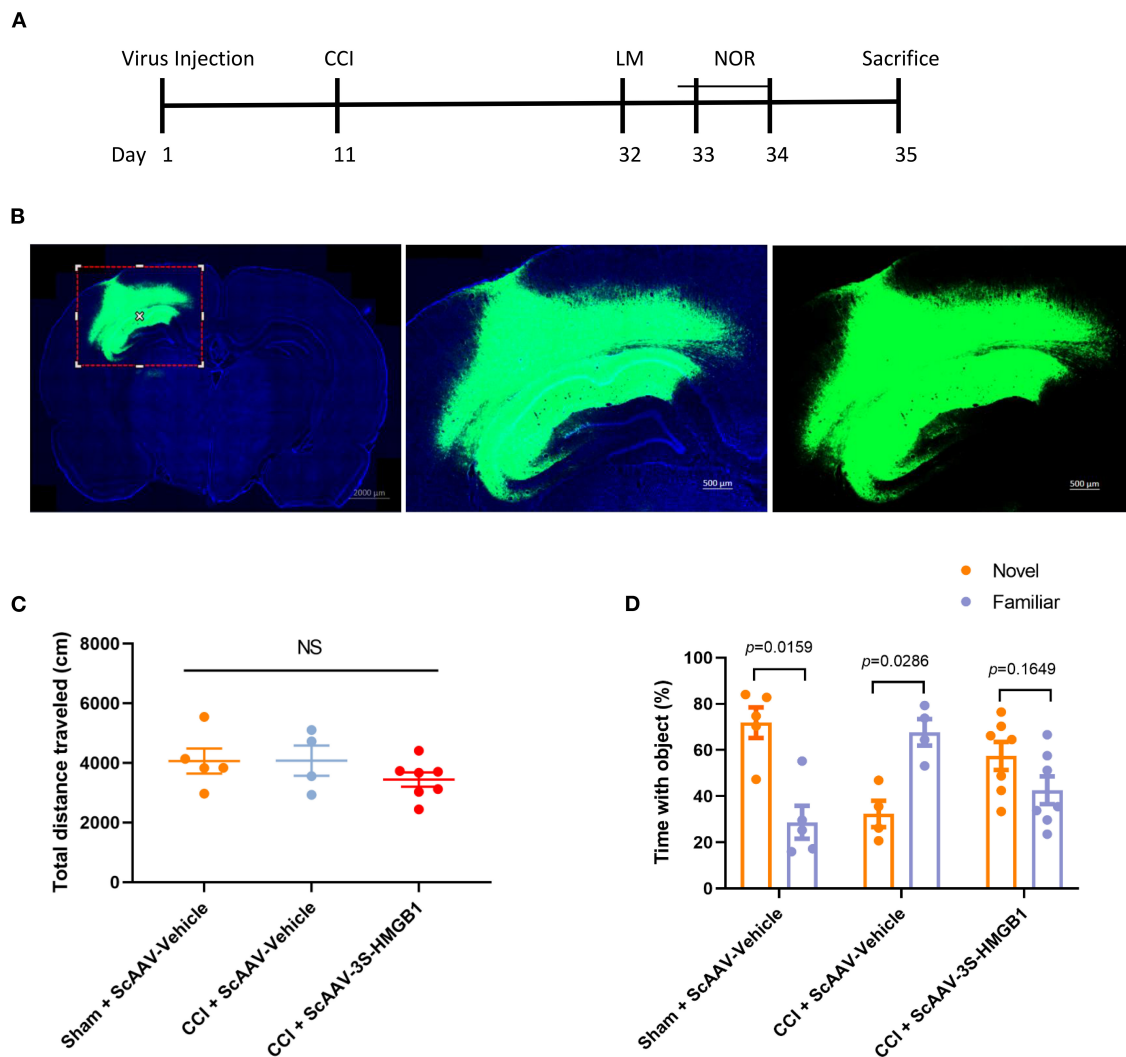 A
Virus Injection CCI LM NOR Sacrifice
Day 1 11 32 33 34 35
B
2000 µm
500 µm
500 µm
Novel
Familiar
C
Total distance traveled (cm)
8000
6000
4000
2000
0
NS
Sham + ScAAV-Vehicle
CCI + ScAAV-Vehicle
CCI + ScAAV-3S-HMGB1
D
Time with object (%)
100
80
60
40
20
0
p=0.0159
p=0.0286
p=0.1649
Sham + ScAAV-Vehicle
CCI + ScAAV-Vehicle
CCI + ScAAV-3S-HMGB1